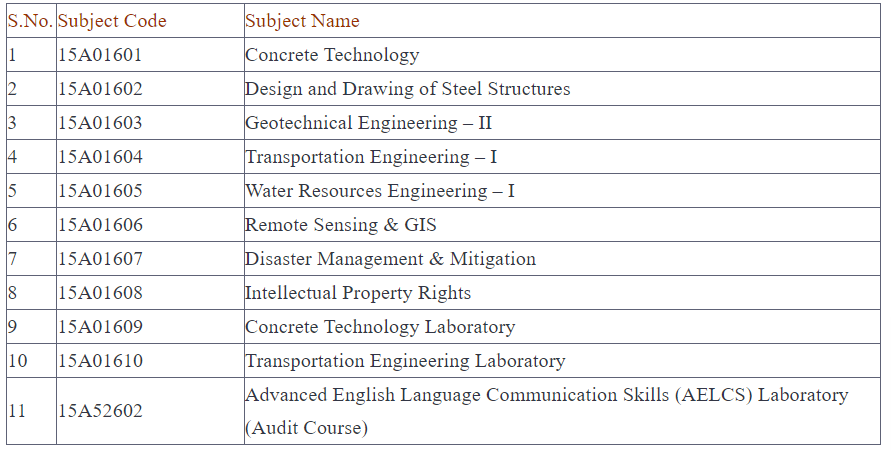 S.No. Subject Code Subject Name
1 15A01601 Concrete Technology
2 15A01602 Design and Drawing of Steel Structures
3 15A01603 Geotechnical Engineering – II
4 15A01604 Transportation Engineering – I
5 15A01605 Water Resources Engineering – I
6 15A01606 Remote Sensing & GIS
7 15A01607 Disaster Management & Mitigation
8 15A01608 Intellectual Property Rights
9 15A01609 Concrete Technology Laboratory
10 15A01610 Transportation Engineering Laboratory
11 15A52602 Advanced English Language Communication Skills (AELCS) Laboratory
(Audit Course)